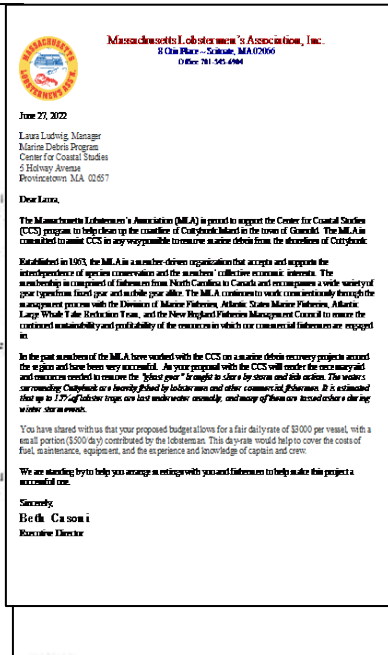 MASSACHUSETTS
LOBSTERMEN'S ASS'N.
Massachusetts Lobstermen's Association, Inc.
8 Otis Place ~ Scituate, MA 02066
Office 781-545-6984
June 27, 2022
Laura Ludwig, Manager
Marine Debris Program
Center for Coastal Studies
5 Holway Avenue
Provincetown MA 02657
Dear Laura,
The Massachusetts Lobstermen's Association (MLA) is proud to support the Center for Coastal Studies
(CCS) program to help clean up the coastline of Cuttyhunk Island in the town of Gosnold. The MLA is
committed to assist CCS in any way possible to remove marine debris from the shorelines of Cuttyhunk
Established in 1963, the MLA is a member-driven organization that accepts and supports the
interdependence of species conservation and the members' collective economic interests. The
membership is comprised of fishermen from North Carolina to Canada and encompasses a wide variety of
gear types from fixed gear and mobile gear alike. The MLA continues to work conscientiously through the
management process with the Division of Marine Fisheries, Atlantic States Marine Fisheries, Atlantic
Large Whale Take Reduction Team, and the New England Fisheries Management Council to ensure the
continued sustainability and profitability of the resources in which our commercial fishermen are engaged
in.
In the past members of the MLA have worked with the CCS on a marine debris recovery projects around
the region and have been very successful. As your proposal with the CCS will render the necessary aid
and resources needed to remove the "ghost gear" brought to shore by storm and tide action. The waters
surrounding Cuttyhunk are heavily fished by lobstermen and other commercial fishermen. It is estimated
that up to of lobster traps are lost underwater annually, and many of them are tossed ashore during
winter storm events.
You have shared with us that your proposed budget allows for a fair daily rate of $3000 per vessel, with a
small portion ($500/day) contributed by the lobsterman. This day-rate would help to cover the costs of
fuel, maintenance, equipment, and the experience and knowledge of captain and crew.
We are standing by to help you arrange meetings with you and fishermen to help make this project a
successful one.
Sincerely,
Beth Casoni
Executive Director